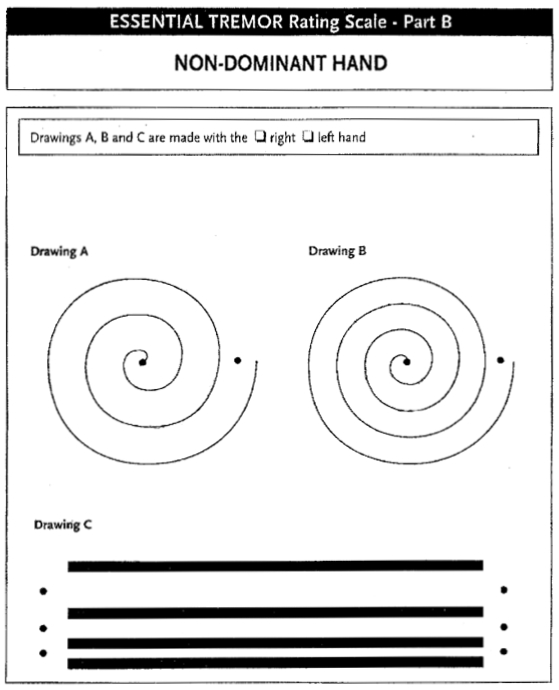 ESSENTIAL TREMOR Rating Scale - Part B
NON-DOMINANT HAND
Drawings A, B and C are made with the ❏ right ❏ left hand
Drawing A
Drawing B
Drawing C